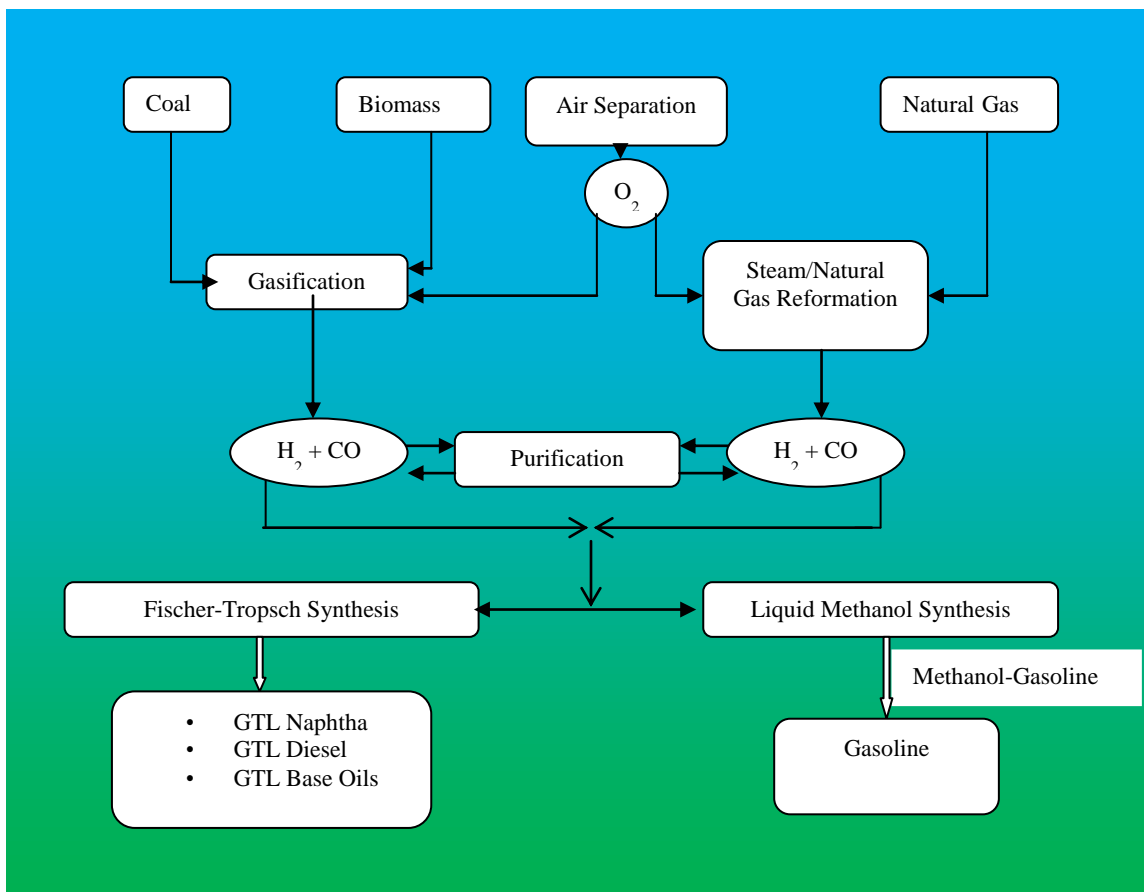 Coal
Biomass
Air Separation
Natural Gas
O2
Gasification
Steam/Natural
Gas Reformation
H2 + CO
Purification
H2 + CO
Fischer-Tropsch Synthesis
Liquid Methanol Synthesis
Methanol-Gasoline
• GTL Naphtha
• GTL Diesel
• GTL Base Oils
Gasoline